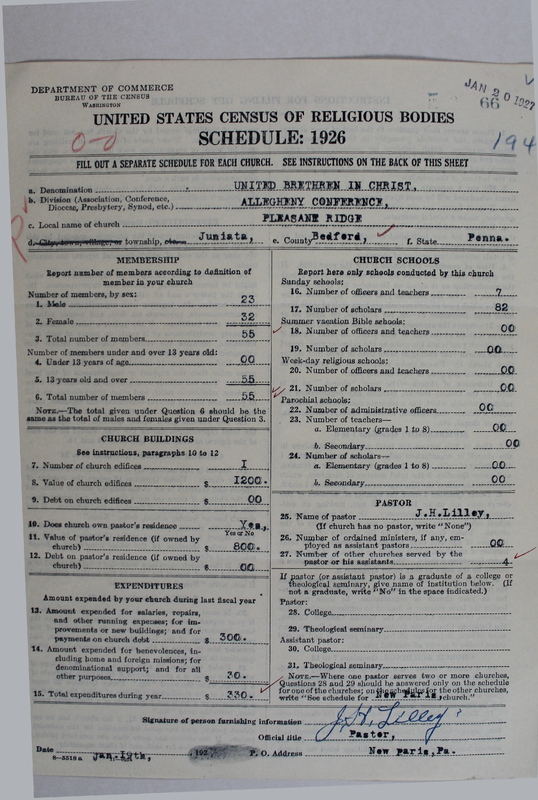 DEPARTMENT OF COMMERCE
BUREAU OF THE CENSUS
WASHINGTON
JAN 20 1927
66
UNITED STATES CENSUS OF RELIGIOUS BODIES
SCHEDULE: 1926
0-0
194
FILL OUT A SEPARATE SCHEDULE FOR EACH CHURCH. SEE INSTRUCTIONS ON THE BACK OF THIS SHEET
a. Denomination UNITED BRETHREN IN CHRIST,
b. Division (Association, Conference, Diocese, Presbytery, Synod, etc.) ALLEGHENY CONFERENCE,
c. Local name of church PLEASANE RIDGE
d. City, town, village, or township, etc. Juniata, e. County Bedford, f. State Penna.
MEMBERSHIP
Report number of members according to definition of
member in your church
Number of members, by sex:
1. Male 23
2. Female 32
3. Total number of members 55
Number of members under and over 13 years old:
4. Under 13 years of age 00
5. 13 years old and over 55
6. Total number of members 55
NOTE.—The total given under Question 6 should be the
same as the total of males and females given under Question 3.
CHURCH BUILDINGS
See instructions, paragraphs 10 to 12
7. Number of church edifices I
8. Value of church edifices $ I200.
9. Debt on church edifices $ 00
10. Does church own pastor's residence Yes,
Yes or No
11. Value of pastor's residence (if owned by
church) $ 800.
12. Debt on pastor's residence (if owned by
church) $ 00
EXPENDITURES
Amount expended by your church during last fiscal year
13. Amount expended for salaries, repairs,
and other running expenses; for im-
provements or new buildings; and for
payments on church debt $ 300.
14. Amount expended for benevolences, in-
cluding home and foreign missions; for
denominational support; and for all
other purposes $ 30.
15. Total expenditures during year $ 330.
CHURCH SCHOOLS
Report here only schools conducted by this church
Sunday schools:
16. Number of officers and teachers 7
17. Number of scholars 82
Summer vacation Bible schools:
18. Number of officers and teachers 00
19. Number of scholars 00
Week-day religious schools:
20. Number of officers and teachers 00
21. Number of scholars 00
Parochial schools:
22. Number of administrative officers 00
23. Number of teachers—
a. Elementary (grades 1 to 8) 00
b. Secondary 00
24. Number of scholars—
a. Elementary (grades 1 to 8) 00
b. Secondary 00
PASTOR
25. Name of pastor J.H.Lilley,
(If church has no pastor, write "None")
26. Number of ordained ministers, if any, em-
ployed as assistant pastors 00
27. Number of other churches served by the
pastor or his assistants 4
If pastor (or assistant pastor) is a graduate of a college or
theological seminary, give name of institution below. (If
not a graduate, write "No" in the space indicated.)
Pastor:
28. College
29. Theological seminary
Assistant pastor:
30. College
31. Theological seminary
NOTE.—Where one pastor serves two or more churches,
Questions 28 and 29 should be answered only on the schedule
for one of the churches; on the schedules for the other churches,
write "See schedule for New Paris, church."
Signature of person furnishing information J. H. Lilley
Official title Pastor,
Date Jan. 19th, 192 P. O. Address New Paris, Pa.
8-5318 a